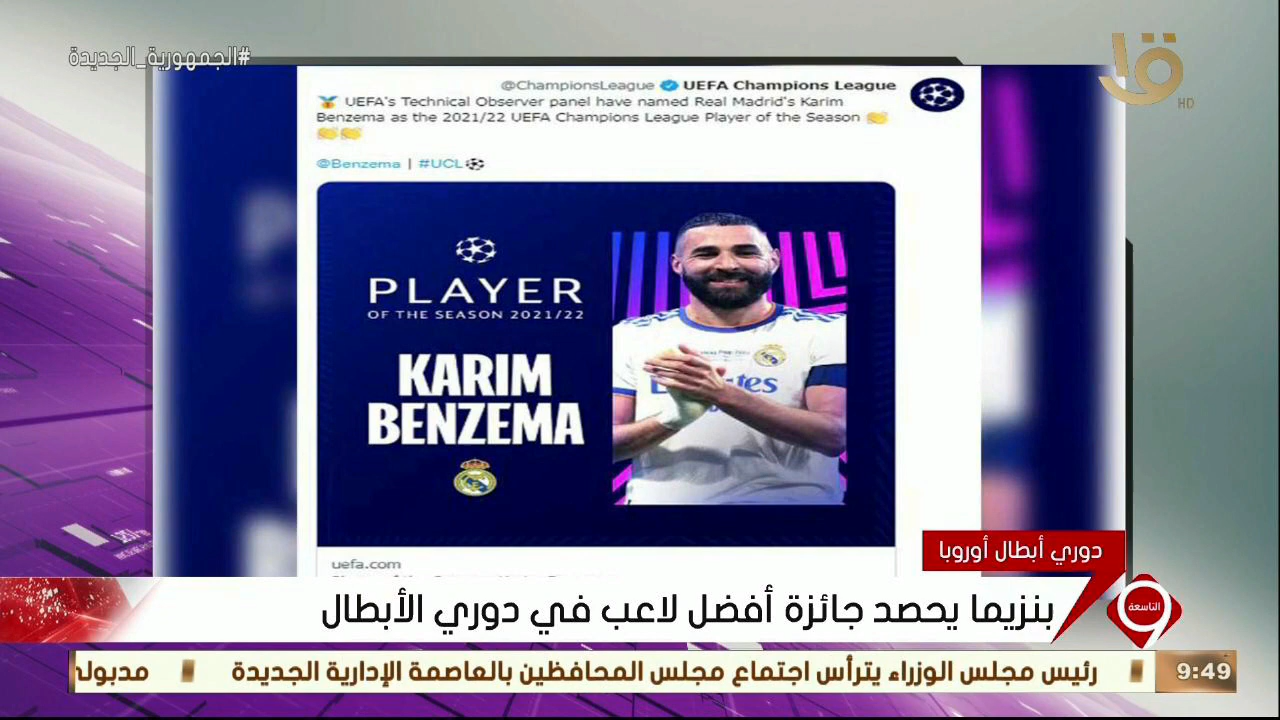 #الجمهورية_الجديدة
HD
@ChampionsLeague UEFA Champions League
UEFA's Technical Observer panel have named Real Madrid's Karim
Benzema as the 2021/22 UEFA Champions League Player of the Season
@Benzema | #UCL
PLAYER
OF THE SEASON 2021/22
KARIM
BENZEMA
uefa.com
دوري أبطال أوروبا
بنزيما يحصد جائزة أفضل لاعب في دوري الأبطال
التاسعة
9
رئيس مجلس الوزراء يترأس اجتماع مجلس المحافظين بالعاصمة الإدارية الجديدة
9:49